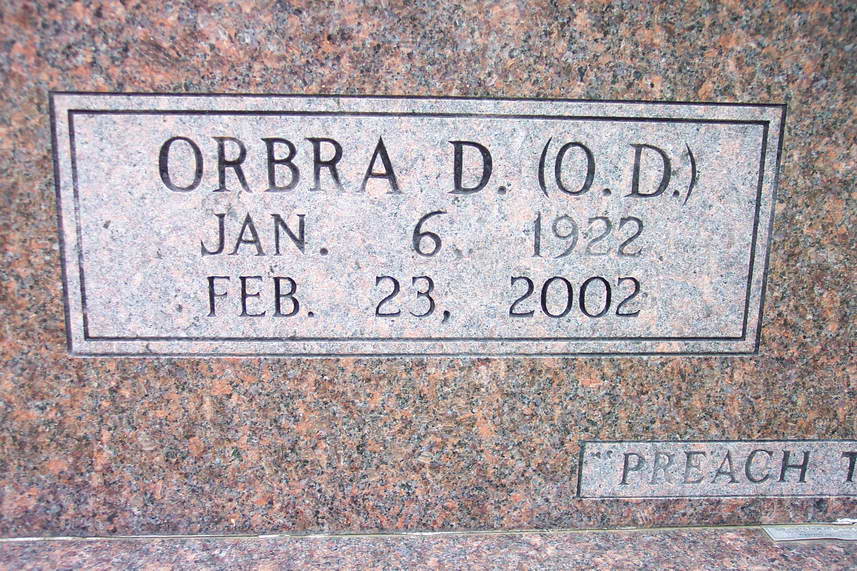 ORBRA D. (O.D.)
JAN. 6, 1922
FEB. 23, 2002
"PREACH T